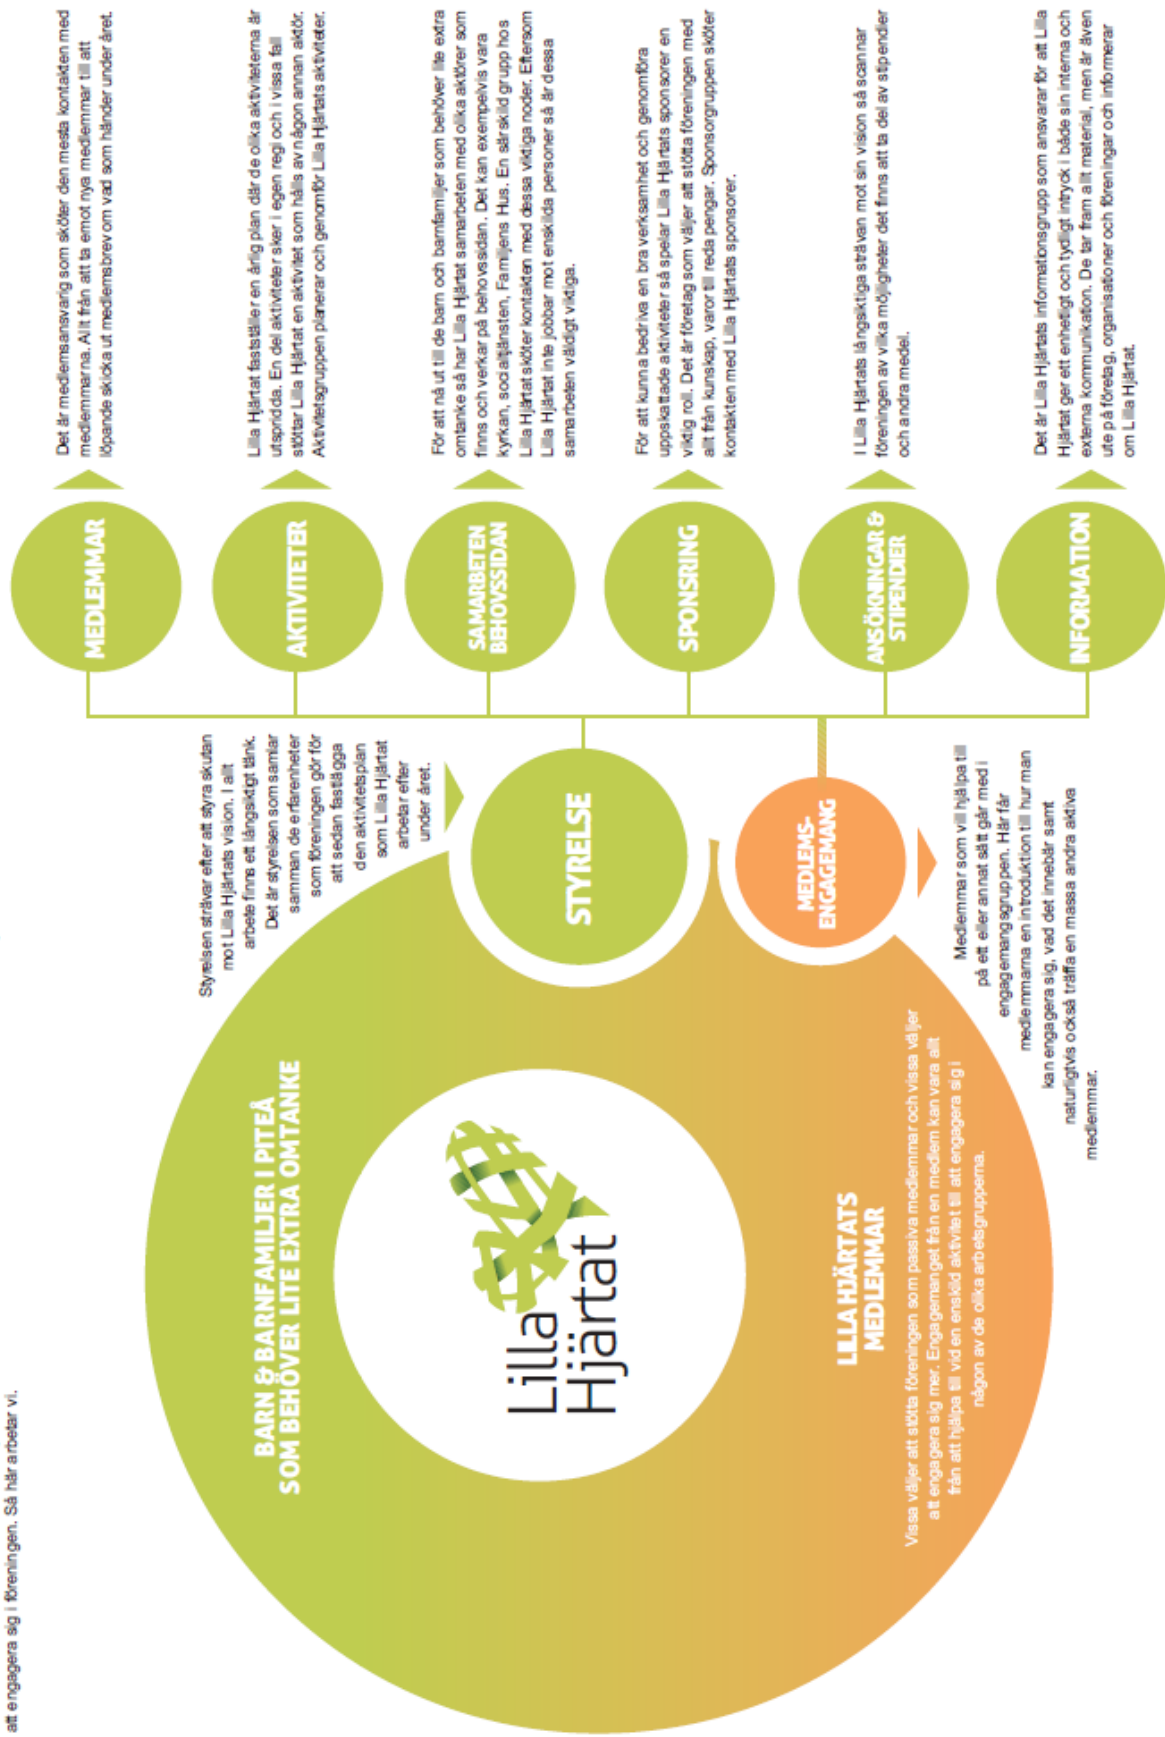 att engagera sig i föreningen. Så här arbetar vi.
BARN & BARNFAMILJER I PITEÅ
SOM BEHÖVER LITE EXTRA OMTANKE
Lilla
Hjärtat
LILLA HJÄRTATS
MEDLEMMAR
Vissa väljer att stötta föreningen som passiva medlemmar och vissa väljer
att engagera sig mer. Engagemanget från en medlem kan vara allt
från att hjälpa till vid en enskild aktivitet till att engagera sig i
någon av de olika arbetsgrupperna.
Styrelsen strävar efter att styra skutan
mot Lilla Hjärtats vision. I allt
arbete finns ett långsiktigt tänk.
Det är styrelsen som samlar
samman de erfarenheter
som föreningen gör för
att sedan fastlägga
den aktivitetsplan
som Lilla Hjärtat
arbetar efter
under året.
STYRELSE
MEDLEMS-
ENGAGEMANG
Medlemmar som vill hjälpa till
på ett eller annat sätt går med i
engagemangsgruppen. Här får
medlemmarna en introduktion till hur man
kan engagera sig, vad det innebär samt
naturligtvis också träffa en massa andra aktiva
medlemmar.
MEDLEMMAR
Det är medlemsansvarig som sköter den mesta kontakten med
medlemmarna. Allt från att ta emot nya medlemmar till att
löpande skicka ut medlemsbrev om vad som händer under året.
AKTIVITETER
Lilla Hjärtat fastställer en årlig plan där de olika aktiviteterna är
utspridda. En del aktiviteter sker i egen regi och i vissa fall
stöttar Lilla Hjärtat en aktivitet som hålls av någon annan aktör.
Aktivitetsgruppen planerar och genomför Lilla Hjärtats aktiviteter.
SAMARBETEN
BEHOVSSIDAN
För att nå ut till de barn och barnfamiljer som behöver lite extra
omtanke så har Lilla Hjärtat samarbeten med olika aktörer som
finns och verkar på behovssidan. Det kan exempelvis vara
kyrkan, socialtjänsten, Familjens Hus. En särskild grupp hos
Lilla Hjärtat sköter kontakten med dessa viktiga noder. Eftersom
Lilla Hjärtat inte jobbar mot enskilda personer så är dessa
samarbeten väldigt viktiga.
SPONSRING
För att kunna bedriva en bra verksamhet och genomföra
uppskattade aktiviteter så spelar Lilla Hjärtats sponsorer en
viktig roll. Det är företag som väljer att stötta föreningen med
allt från kunskap, varor till reda pengar. Sponsorgruppen sköter
kontakten med Lilla Hjärtats sponsorer.
ANSÖKNINGAR &
STIPENDIER
I Lilla Hjärtats långsiktiga strävan mot sin vision så scannar
föreningen av vilka möjligheter det finns att ta del av stipendier
och andra medel.
INFORMATION
Det är Lilla Hjärtats informationsgrupp som ansvarar för att Lilla
Hjärtat ger ett enhetligt och tydligt intryck i både sin interna och
externa kommunikation. De tar fram allt material, men är även
ute på företag, organisationer och föreningar och informerar
om Lilla Hjärtat.